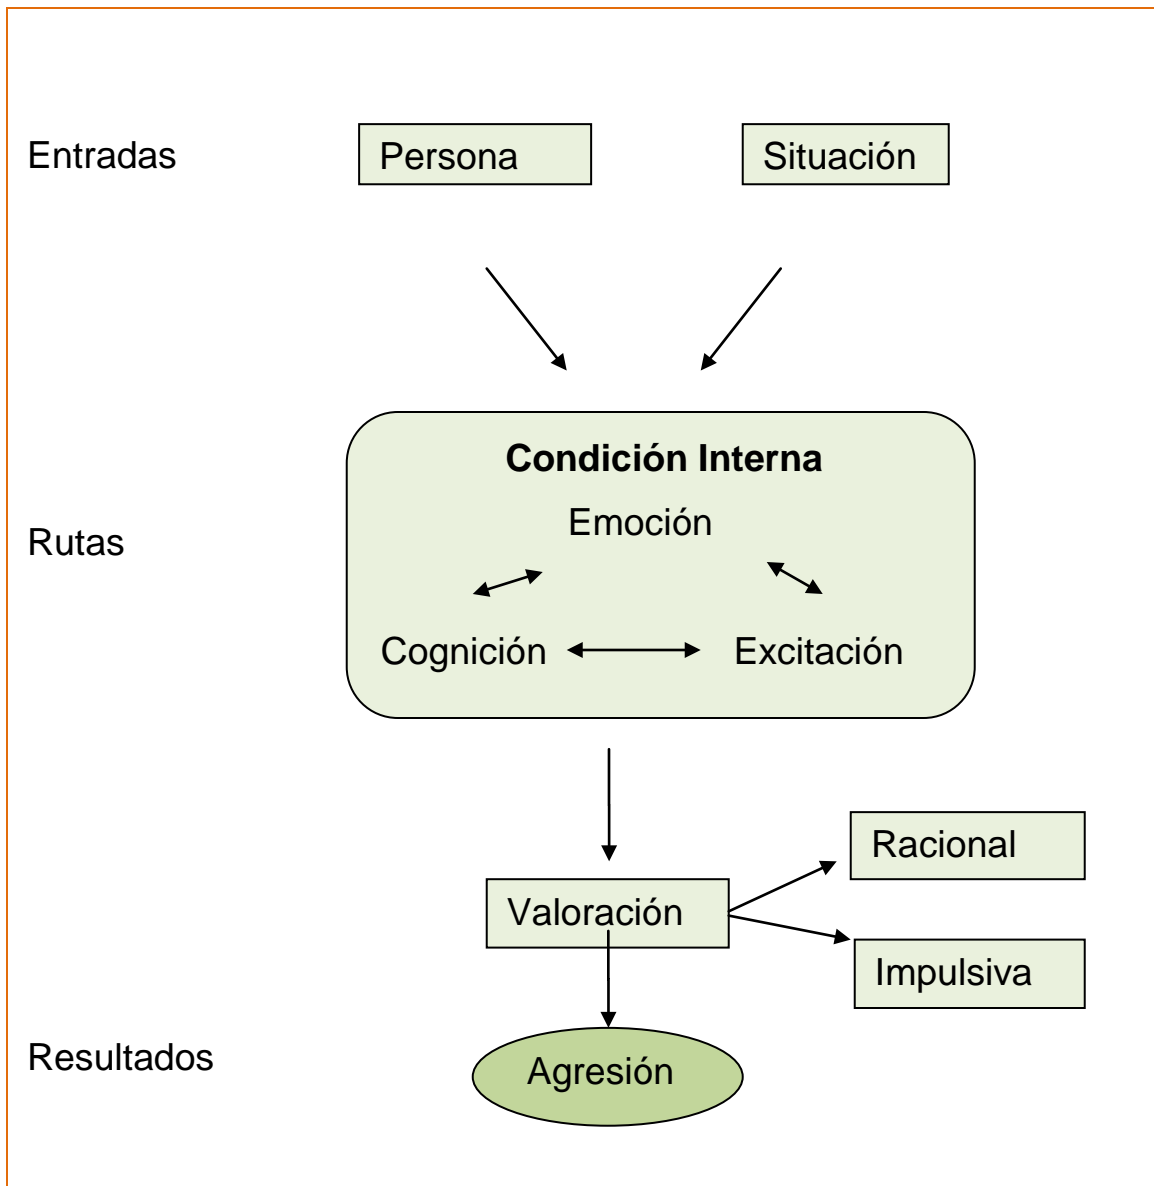 Entradas
Persona
Situación
Condición Interna
Emoción
Rutas
Cognición
Excitación
Racional
Valoración
Impulsiva
Resultados
Agresión